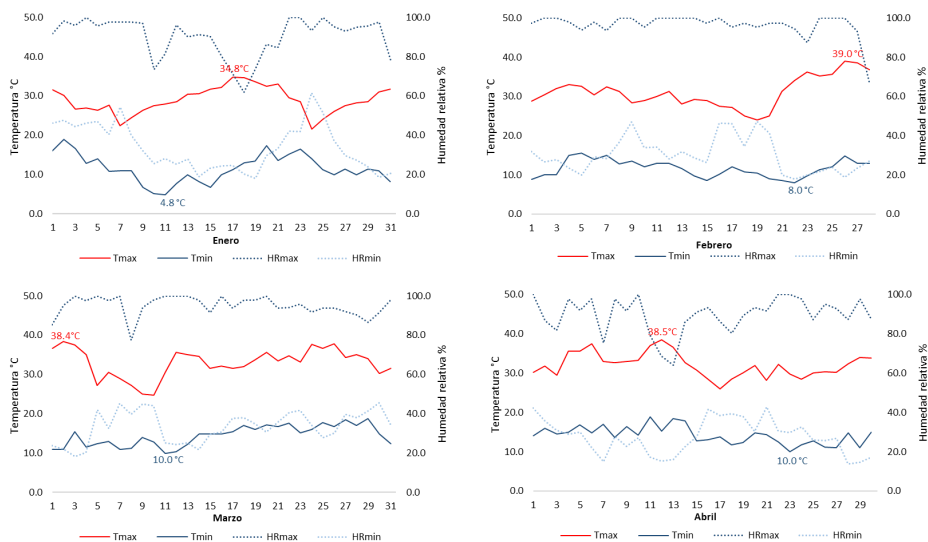 50.0 100.0
40.0 80.0
34.8°C
30.0 60.0
20.0 40.0
10.0 20.0
4.8 °C
0.0 0.0
Temperatura °C
Humedad relativa %
1 3 5 7 9 11 13 15 17 19 21 23 25 27 29 31
Enero
Tmax Tmin HRmax HRmin
50.0 100.0
39.0 °C
40.0 80.0
30.0 60.0
20.0 40.0
10.0 20.0
8.0 °C
0.0 0.0
Temperatura °C
Humedad relativa %
1 3 5 7 9 11 13 15 17 19 21 23 25 27
Febrero
Tmax Tmin HRmax HRmin
50.0 100.0
38.4°C
40.0 80.0
30.0 60.0
20.0 40.0
10.0 20.0
10.0 °C
0.0 0.0
Temperatura °C
Humedad relativa %
1 3 5 7 9 11 13 15 17 19 21 23 25 27 29 31
Marzo
Tmax Tmin HRmax HRmin
50.0 100.0
38.5°C
40.0 80.0
30.0 60.0
20.0 40.0
10.0 20.0
10.0 °C
0.0 0.0
Temperatura °C
Humedad relativa %
1 3 5 7 9 11 13 15 17 19 21 23 25 27 29
Abril
Tmax Tmin HRmax HRmin